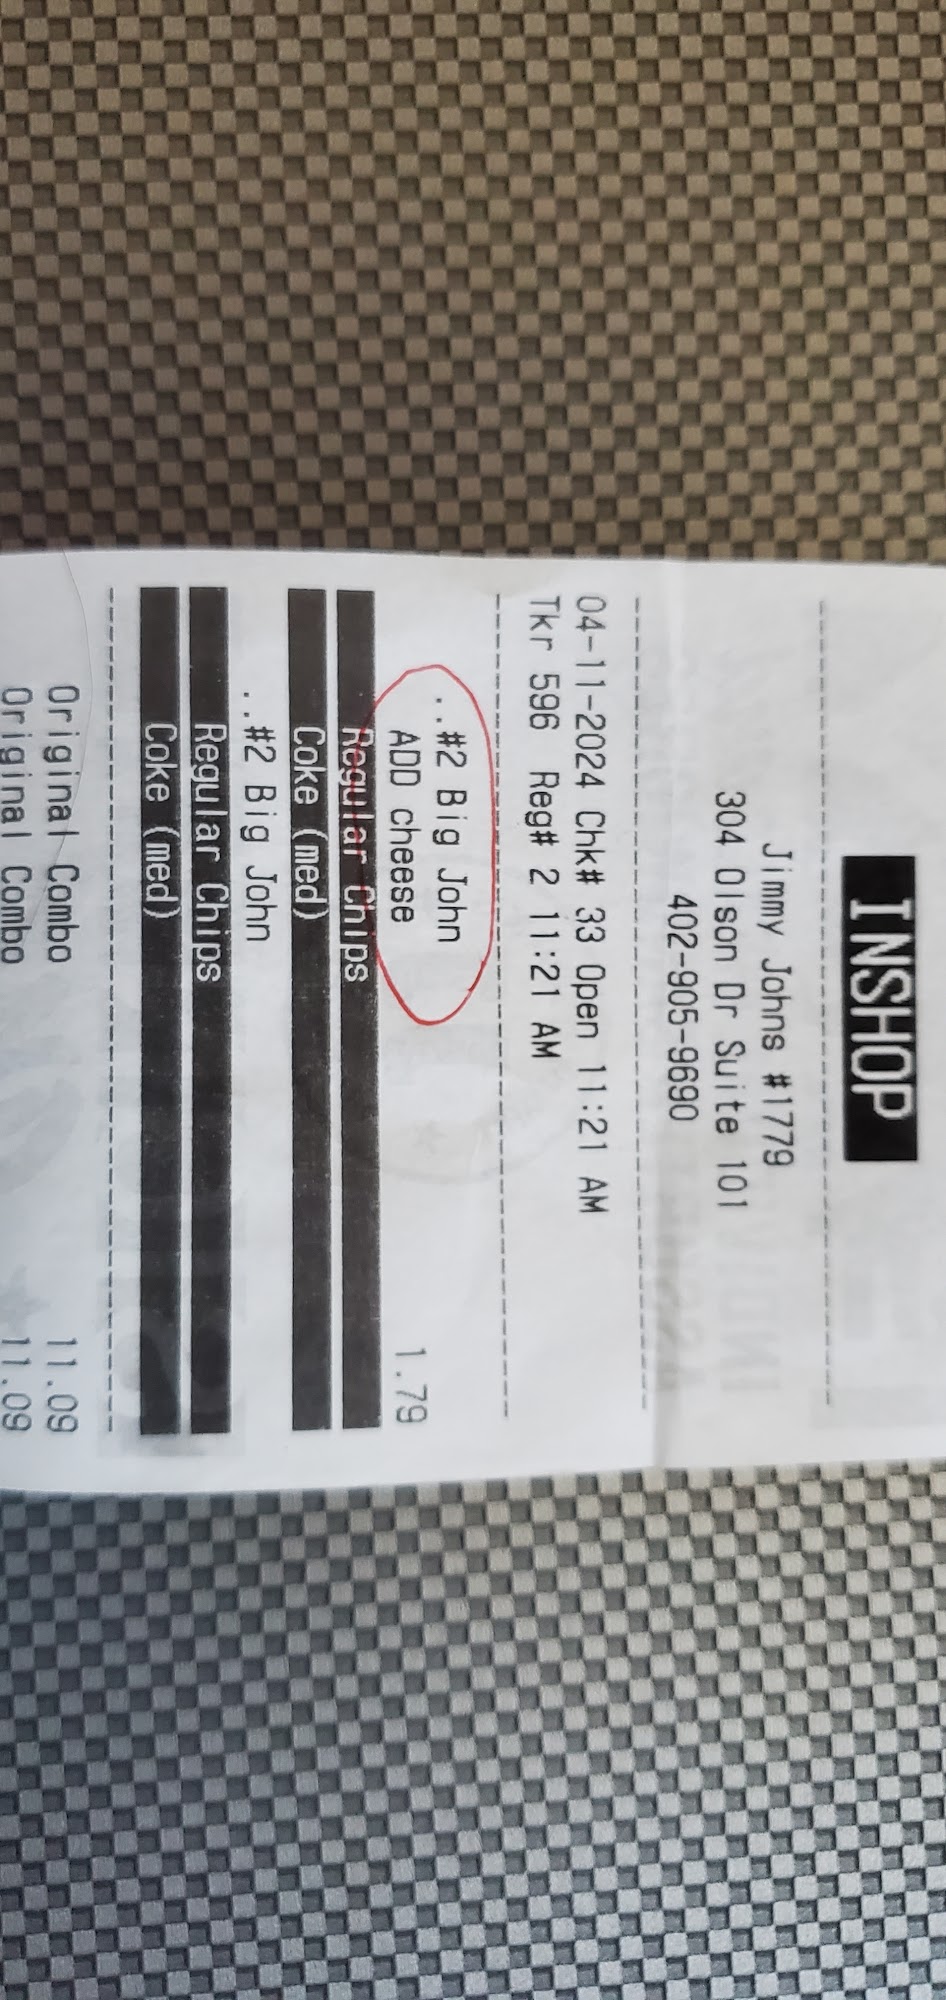 INSHOP
Jimmy Johns #1779
304 Olson Dr Suite 101
402-905-9690
04-11-2024 Chk# 33 Open 11:21 AM
Tkr 596 Reg# 2 11:21 AM
..#2 Big John
ADD cheese 1.79
Regular Chips
Coke (med)
..#2 Big John
Regular Chips
Coke (med)
Original Combo 11.09
Original Combo 11.09